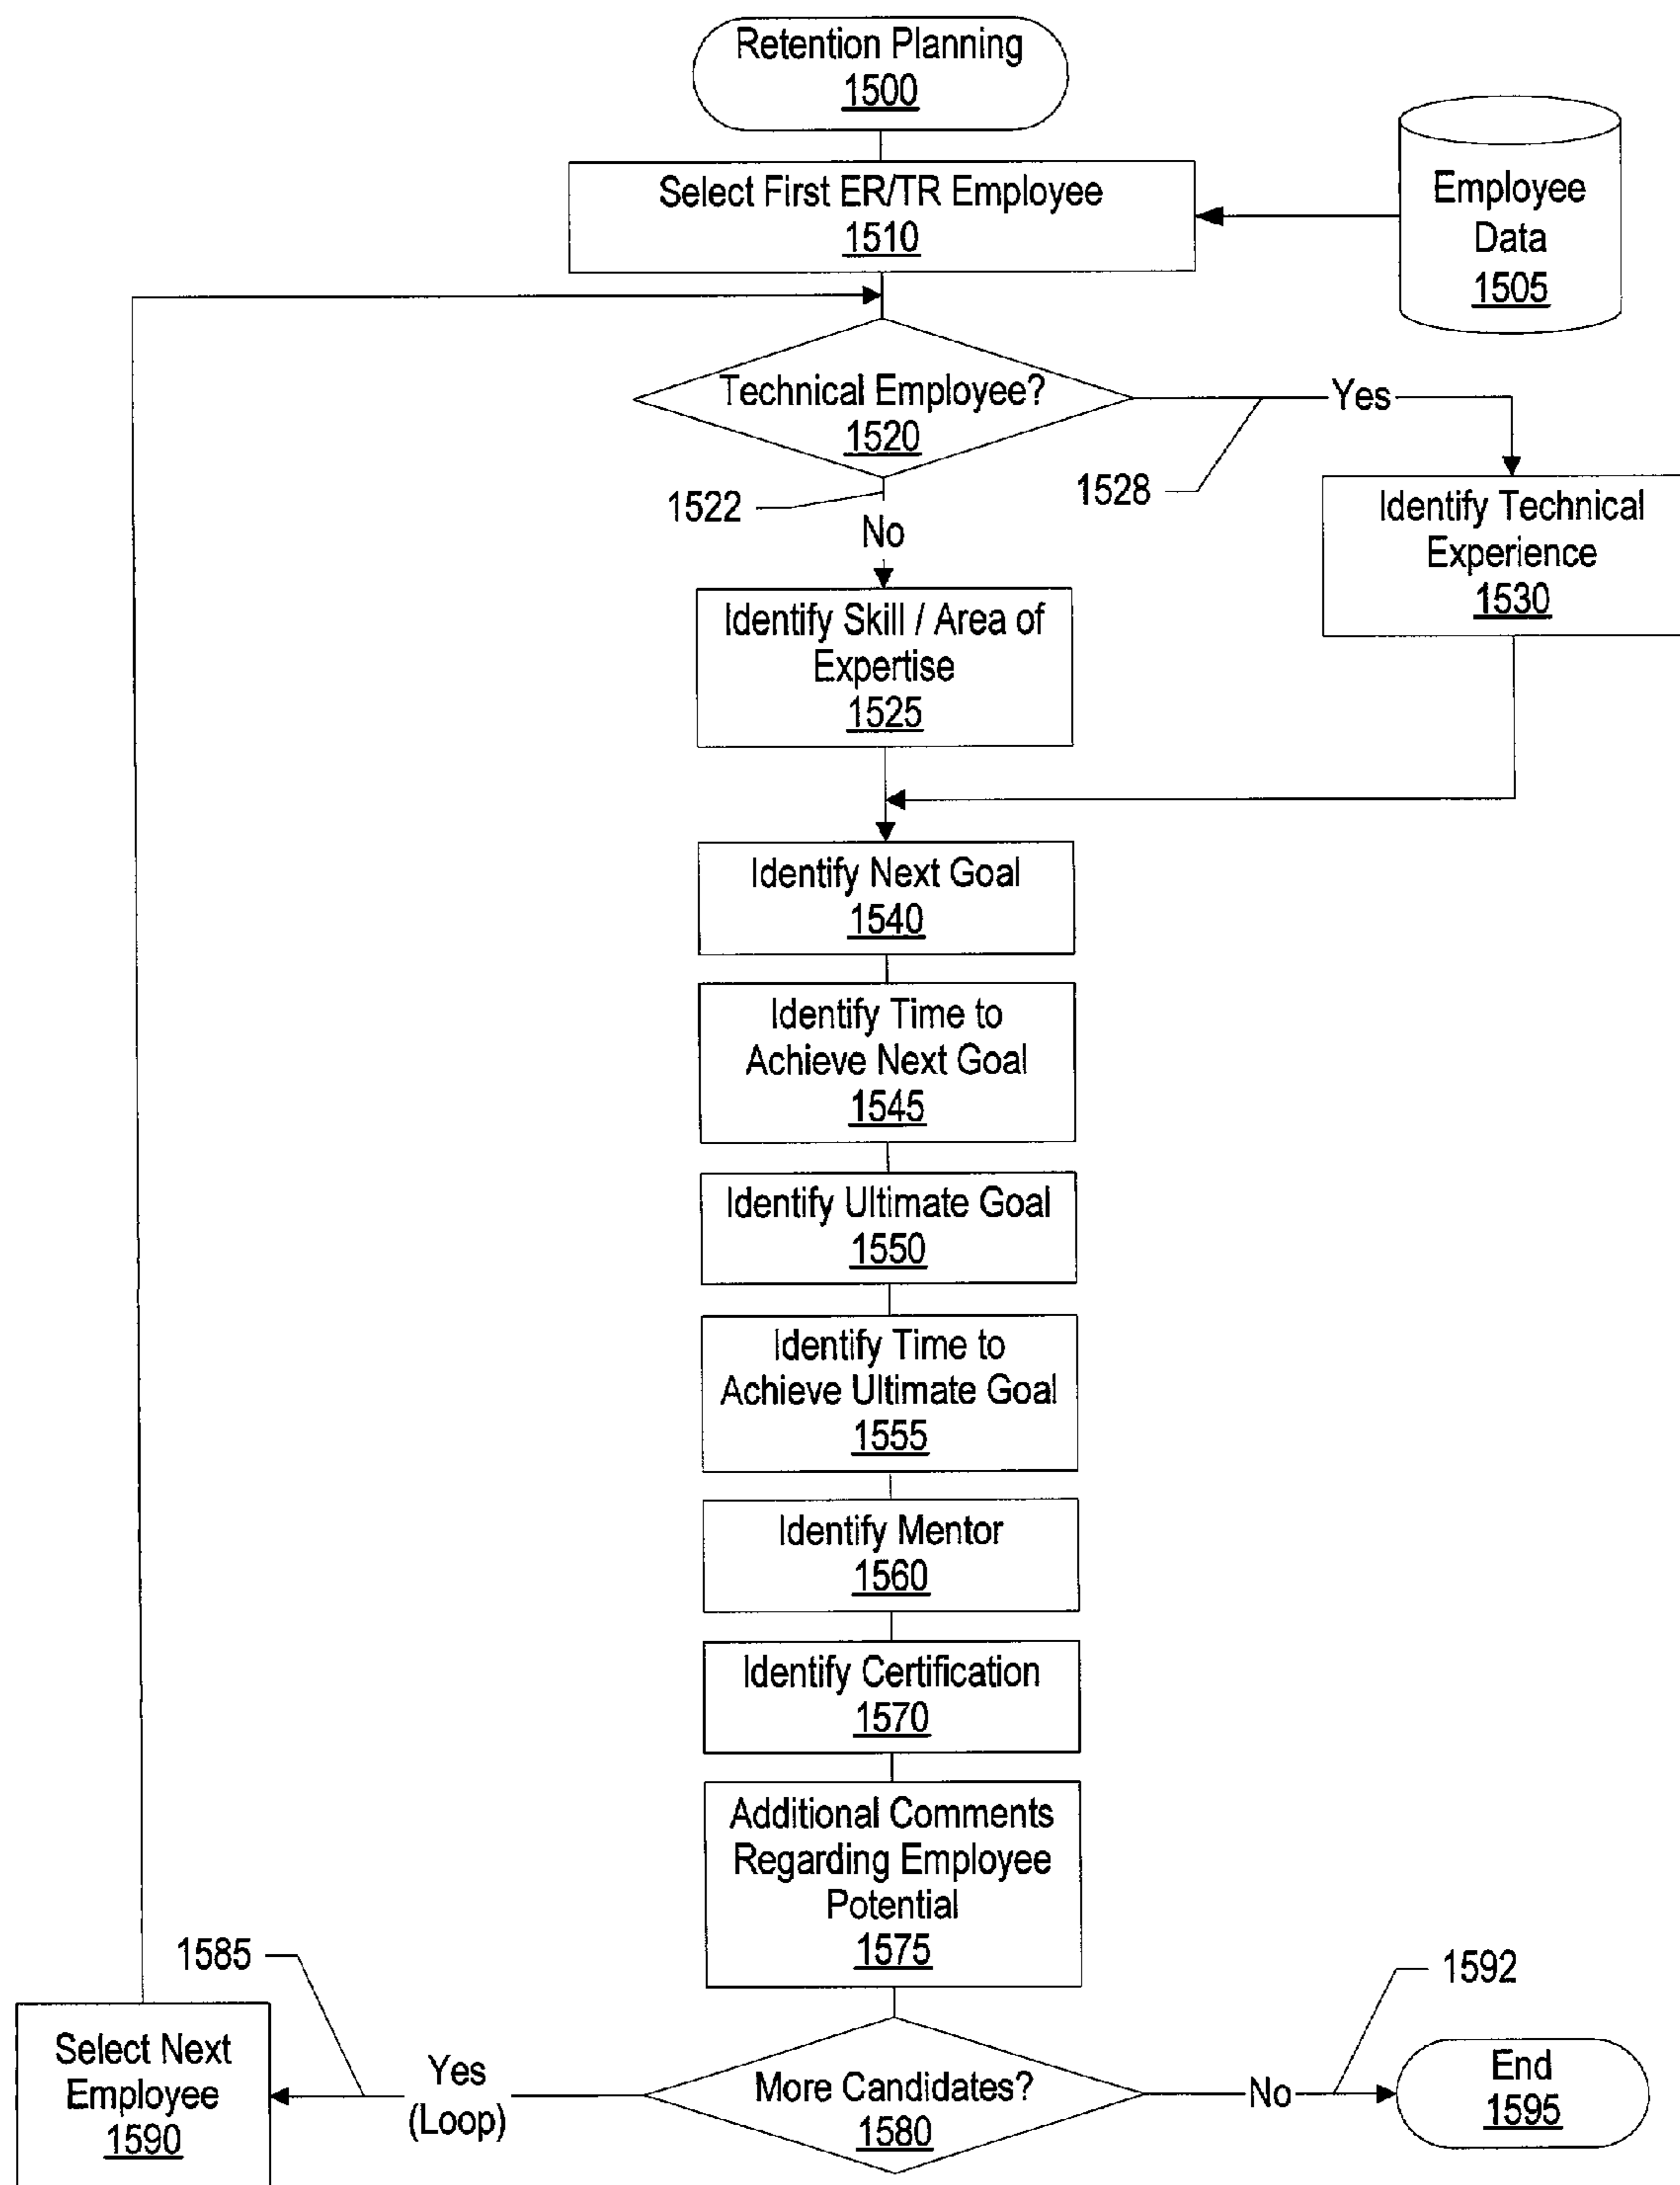 Retention Planning
1500
Select First ER/TR Employee
1510
Employee
Data
1505
Technical Employee?
1520
Yes
1528
1522
No
Identify Technical
Experience
1530
Identify Skill / Area of
Expertise
1525
Identify Next Goal
1540
Identify Time to
Achieve Next Goal
1545
Identify Ultimate Goal
1550
Identify Time to
Achieve Ultimate Goal
1555
Identify Mentor
1560
Identify Certification
1570
Additional Comments
Regarding Employee
Potential
1575
1585
1592
Select Next
Employee
1590
Yes
(Loop)
More Candidates?
1580
No
End
1595